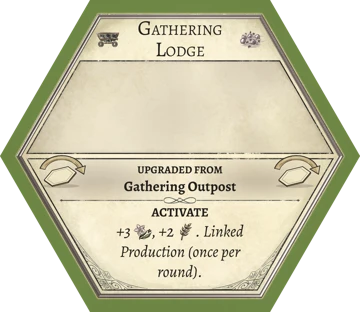 Gathering
Lodge
UPGRADED FROM
Gathering Outpost
ACTIVATE
+3 , +2 . Linked
Production (once per
round).